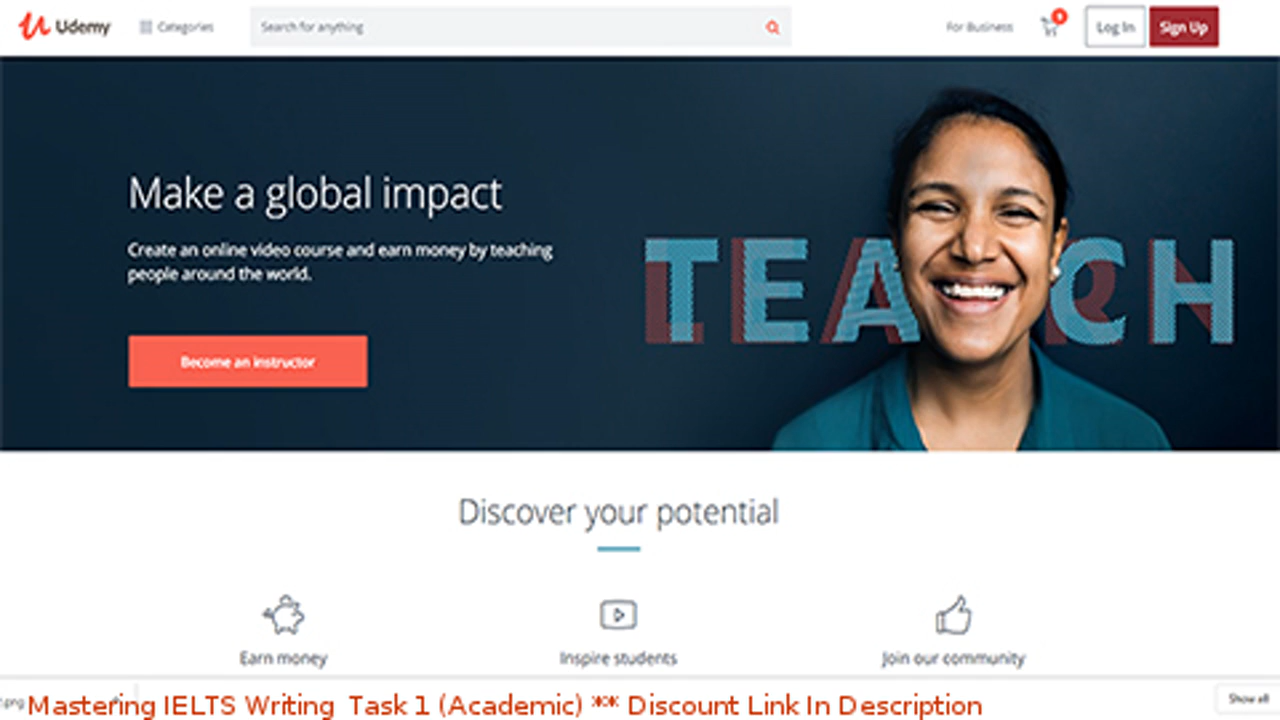 Udemy
Categories
Search for anything
For Business
Log In
Sign Up
Make a global impact
Create an online video course and earn money by teaching
people around the world.
TEACH
Become an instructor
Discover your potential
Earn money
Inspire students
Join our community
Show all
Mastering IELTS Writing Task 1 (Academic) ** Discount Link In Description